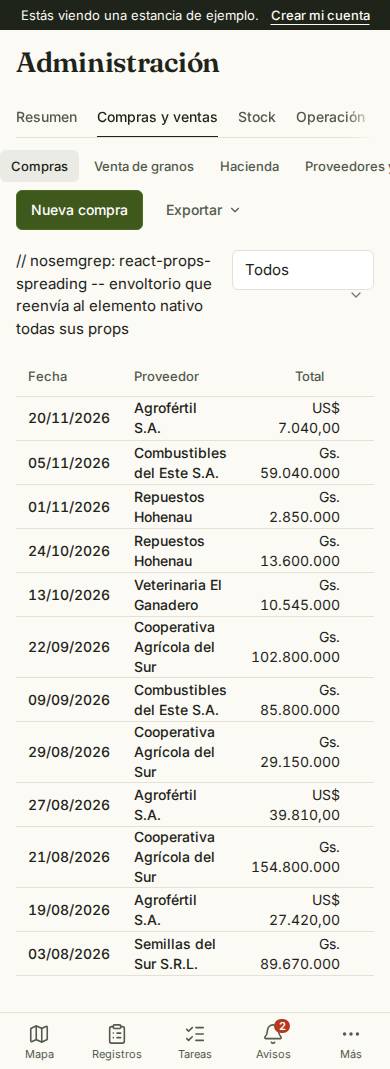 Estás viendo una estancia de ejemplo. Crear mi cuenta
Administración
Resumen Compras y ventas Stock Operación
Compras Venta de granos Hacienda Proveedores y
Nueva compra Exportar
// nosemgrep: react-props-
spreading -- envoltorio que
reenvía al elemento nativo
todas sus props
Todos
Fecha Proveedor Total
20/11/2026 Agrofértil S.A. US$ 7.040,00
05/11/2026 Combustibles del Este S.A. Gs. 59.040.000
01/11/2026 Repuestos Hohenau Gs. 2.850.000
24/10/2026 Repuestos Hohenau Gs. 13.600.000
13/10/2026 Veterinaria El Ganadero Gs. 10.545.000
22/09/2026 Cooperativa Agrícola del Sur Gs. 102.800.000
09/09/2026 Combustibles del Este S.A. Gs. 85.800.000
29/08/2026 Cooperativa Agrícola del Sur Gs. 29.150.000
27/08/2026 Agrofértil S.A. US$ 39.810,00
21/08/2026 Cooperativa Agrícola del Sur Gs. 154.800.000
19/08/2026 Agrofértil S.A. US$ 27.420,00
03/08/2026 Semillas del Sur S.R.L. Gs. 89.670.000
2
Mapa Registros Tareas Avisos Más